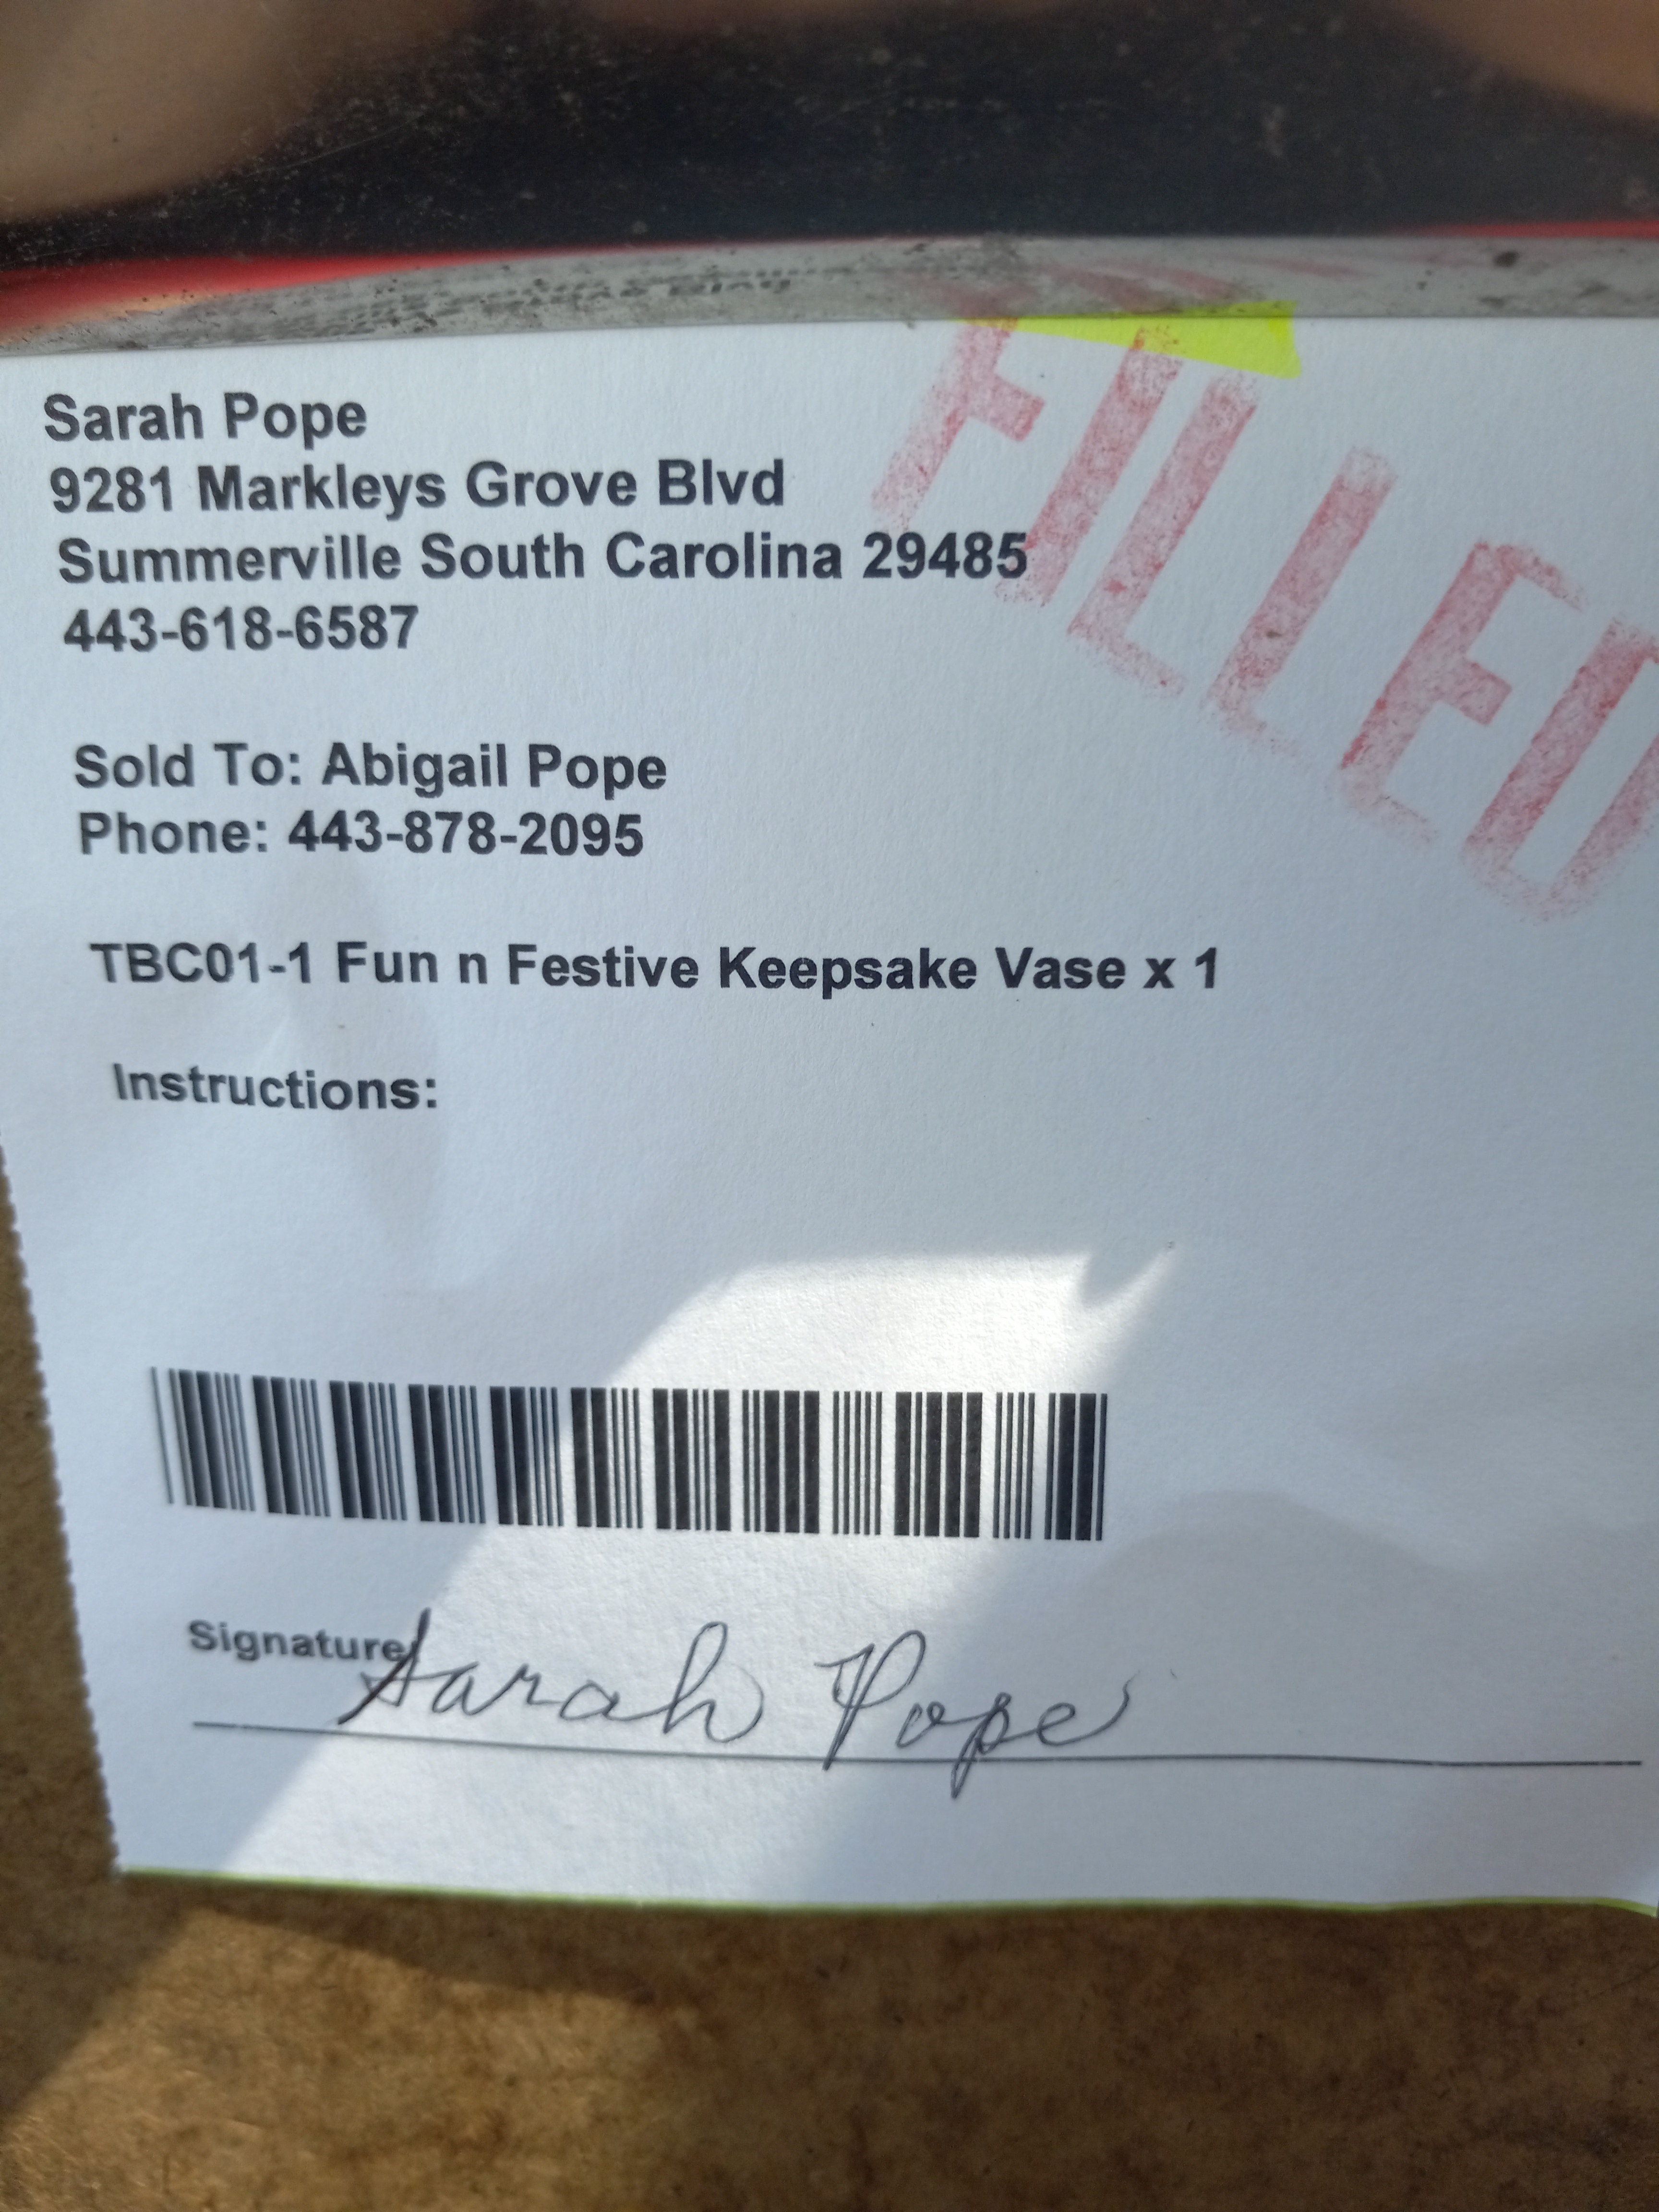 Sarah Pope
9281 Markleys Grove Blvd
Summerville South Carolina 29485
443-618-6587
FILLED
Sold To: Abigail Pope
Phone: 443-878-2095
TBC01-1 Fun n Festive Keepsake Vase x 1
Instructions:
Signature Sarah Pope